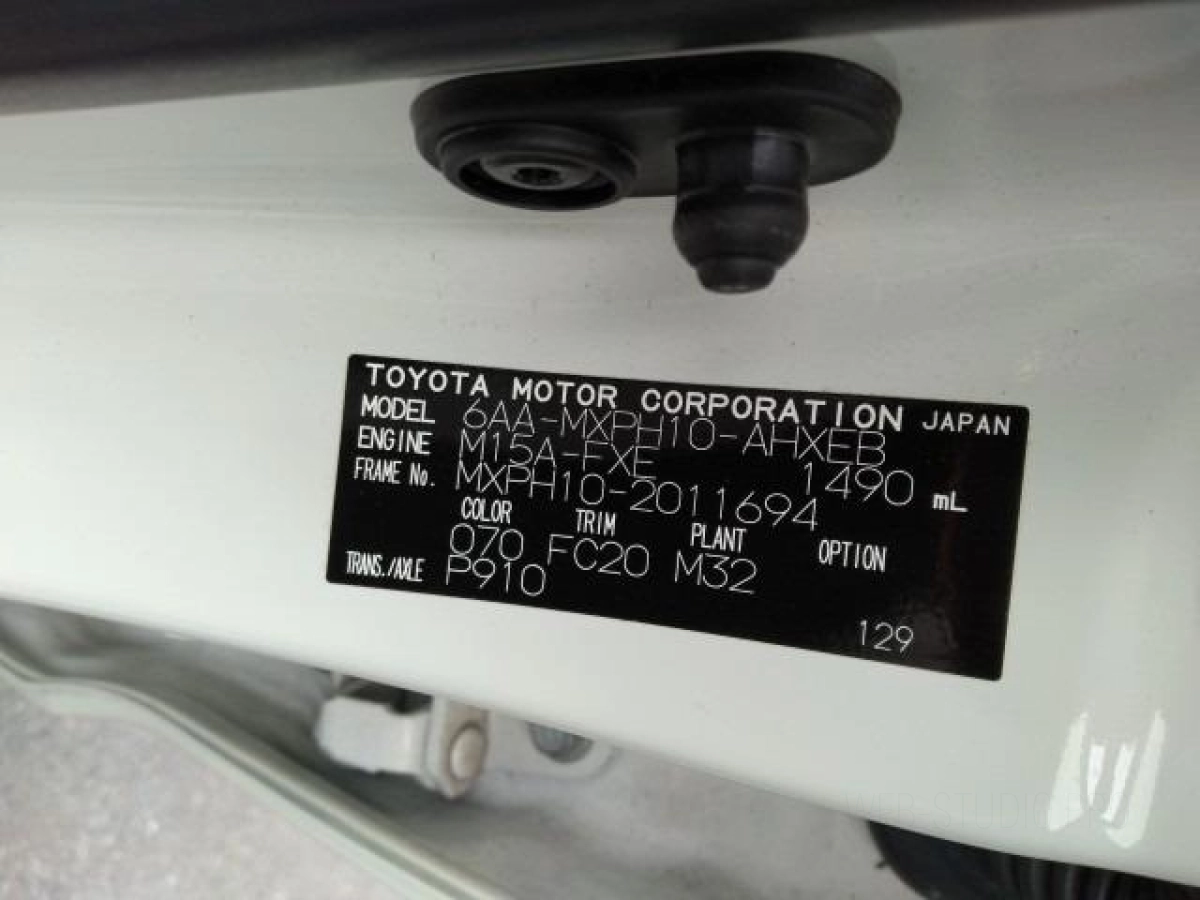 TOYOTA MOTOR CORPORATION JAPAN
MODEL 6AA-MXPH10-AHXEB
ENGINE M15A-FXE 1490 mL
FRAME No. MXPH10-2011694
COLOR TRIM PLANT OPTION
070 FC20 M32
TRANS./AXLE P910
129